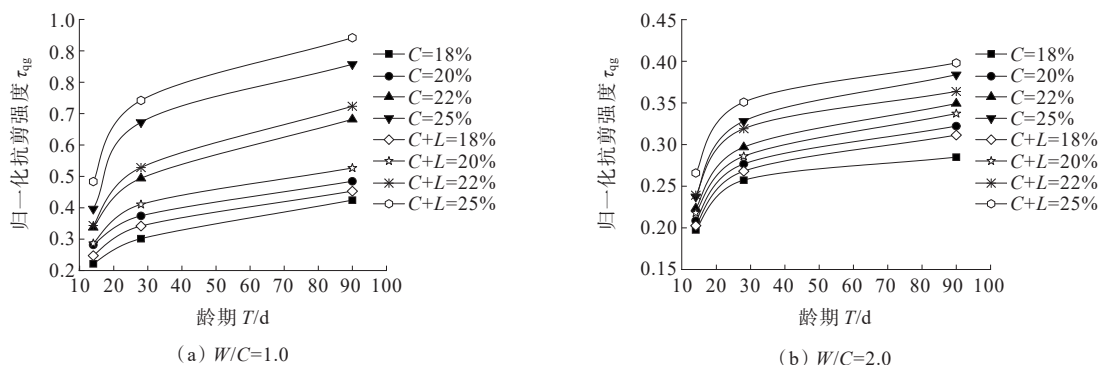 1.0
0.8
0.8
0.7
0.6
0.5
0.4
0.3
0.2
归一化抗剪强度 τqg
10 20 30 40 50 60 70 80 90 100
龄期 T/d
C=18%
C=20%
C=22%
C=25%
C+L=18%
C+L=20%
C+L=22%
C+L=25%
（a）W/C=1.0
0.45
0.40
0.35
0.30
0.25
0.20
0.15
归一化抗剪强度 τqg
10 20 30 40 50 60 70 80 90 100
龄期 T/d
C=18%
C=20%
C=22%
C=25%
C+L=18%
C+L=20%
C+L=22%
C+L=25%
（b）W/C=2.0